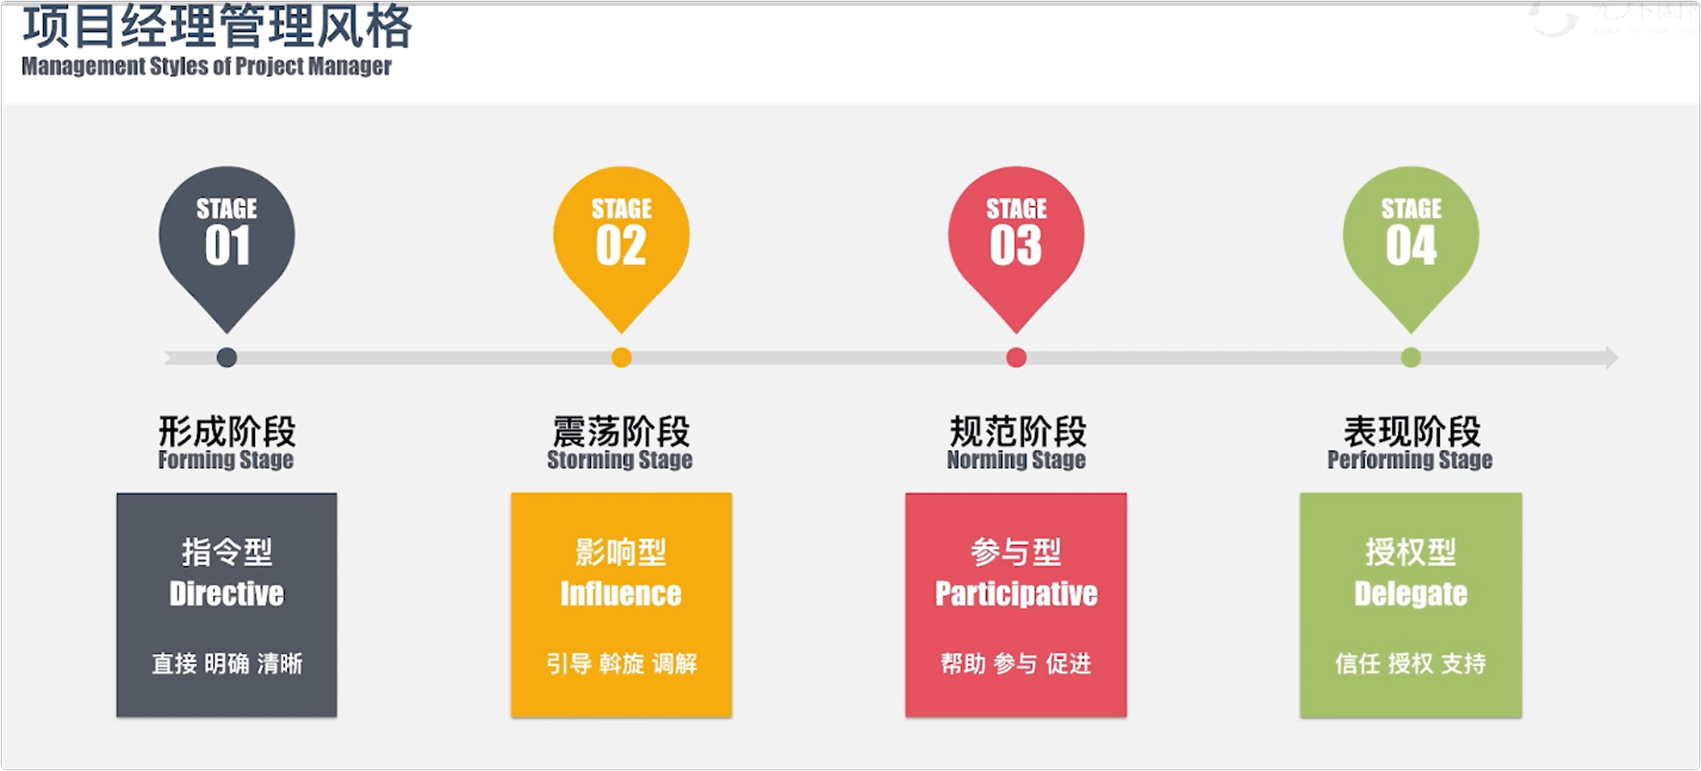 项目经理管理风格
Management Styles of Project Manager
STAGE
01
STAGE
02
STAGE
03
STAGE
04
形成阶段
Forming Stage
震荡阶段
Storming Stage
规范阶段
Norming Stage
表现阶段
Performing Stage
指令型
Directive
直接 明确 清晰
影响型
Influence
引导 斡旋 调解
参与型
Participative
帮助 参与 促进
授权型
Delegate
信任 授权 支持